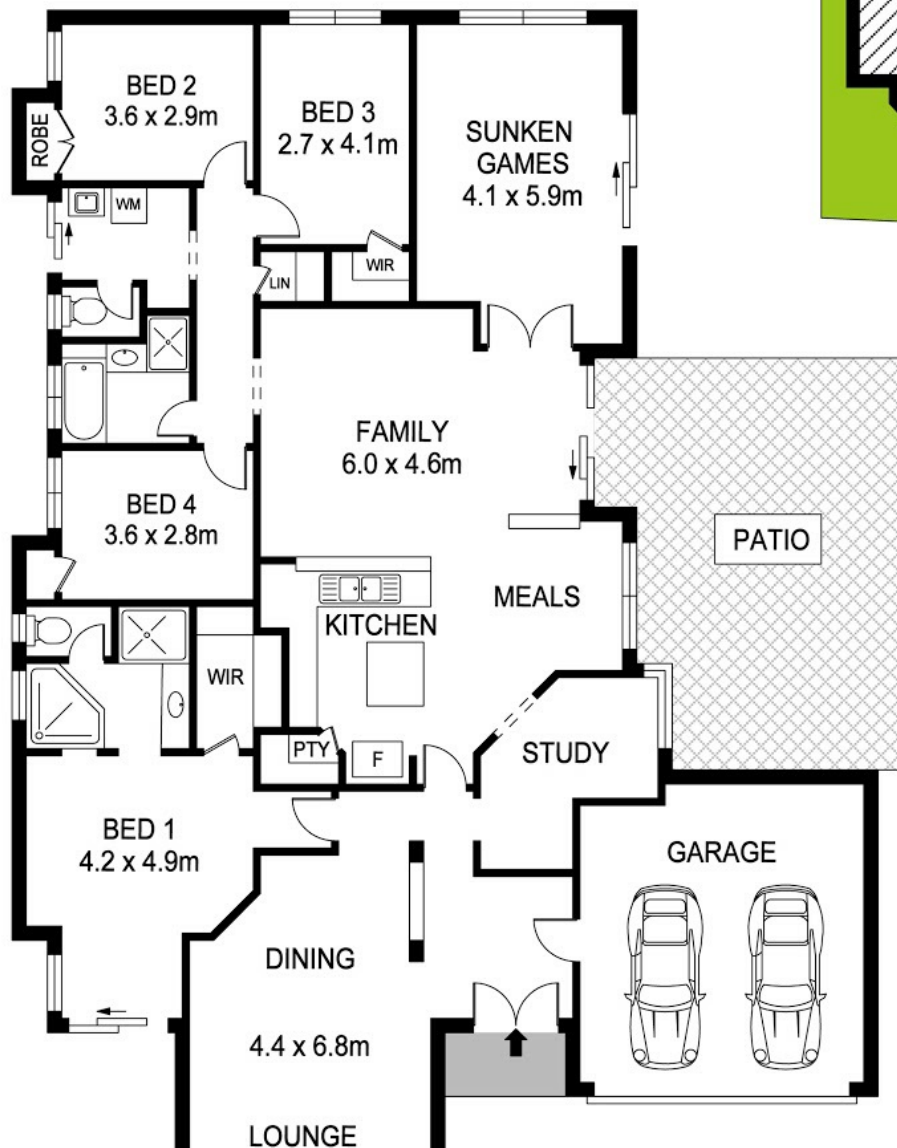 BED 2
3.6 x 2.9m
ROBE
BED 3
2.7 x 4.1m
SUNKEN
GAMES
4.1 x 5.9m
WM
LIN
WIR
FAMILY
6.0 x 4.6m
BED 4
3.6 x 2.8m
PATIO
MEALS
KITCHEN
WIR
PTY
F
STUDY
BED 1
4.2 x 4.9m
GARAGE
DINING
4.4 x 6.8m
LOUNGE